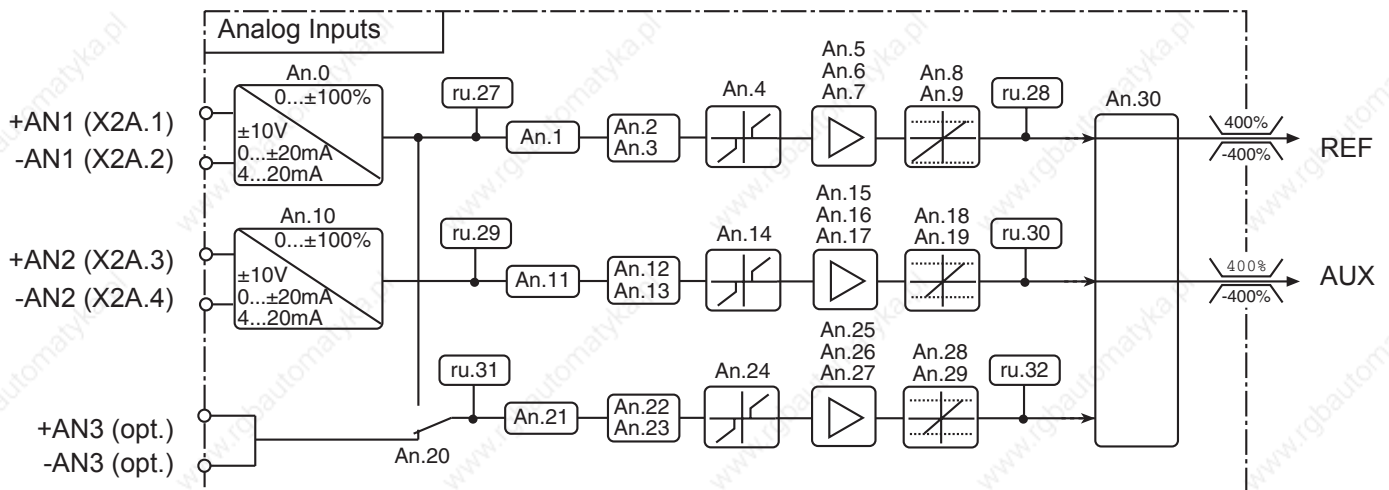 Analog Inputs
+AN1 (X2A.1)
-AN1 (X2A.2)
An.0
0...±100%
±10V
0...±20mA
4...20mA
ru.27
An.1
An.2
An.3
An.4
An.5
An.6
An.7
An.8
An.9
ru.28
An.30
400%
-400%
REF
+AN2 (X2A.3)
-AN2 (X2A.4)
An.10
0...±100%
±10V
0...±20mA
4...20mA
ru.29
An.11
An.12
An.13
An.14
An.15
An.16
An.17
An.18
An.19
ru.30
400%
-400%
AUX
+AN3 (opt.)
-AN3 (opt.)
An.20
ru.31
An.21
An.22
An.23
An.24
An.25
An.26
An.27
An.28
An.29
ru.32
www.rgbautomatyka.pl